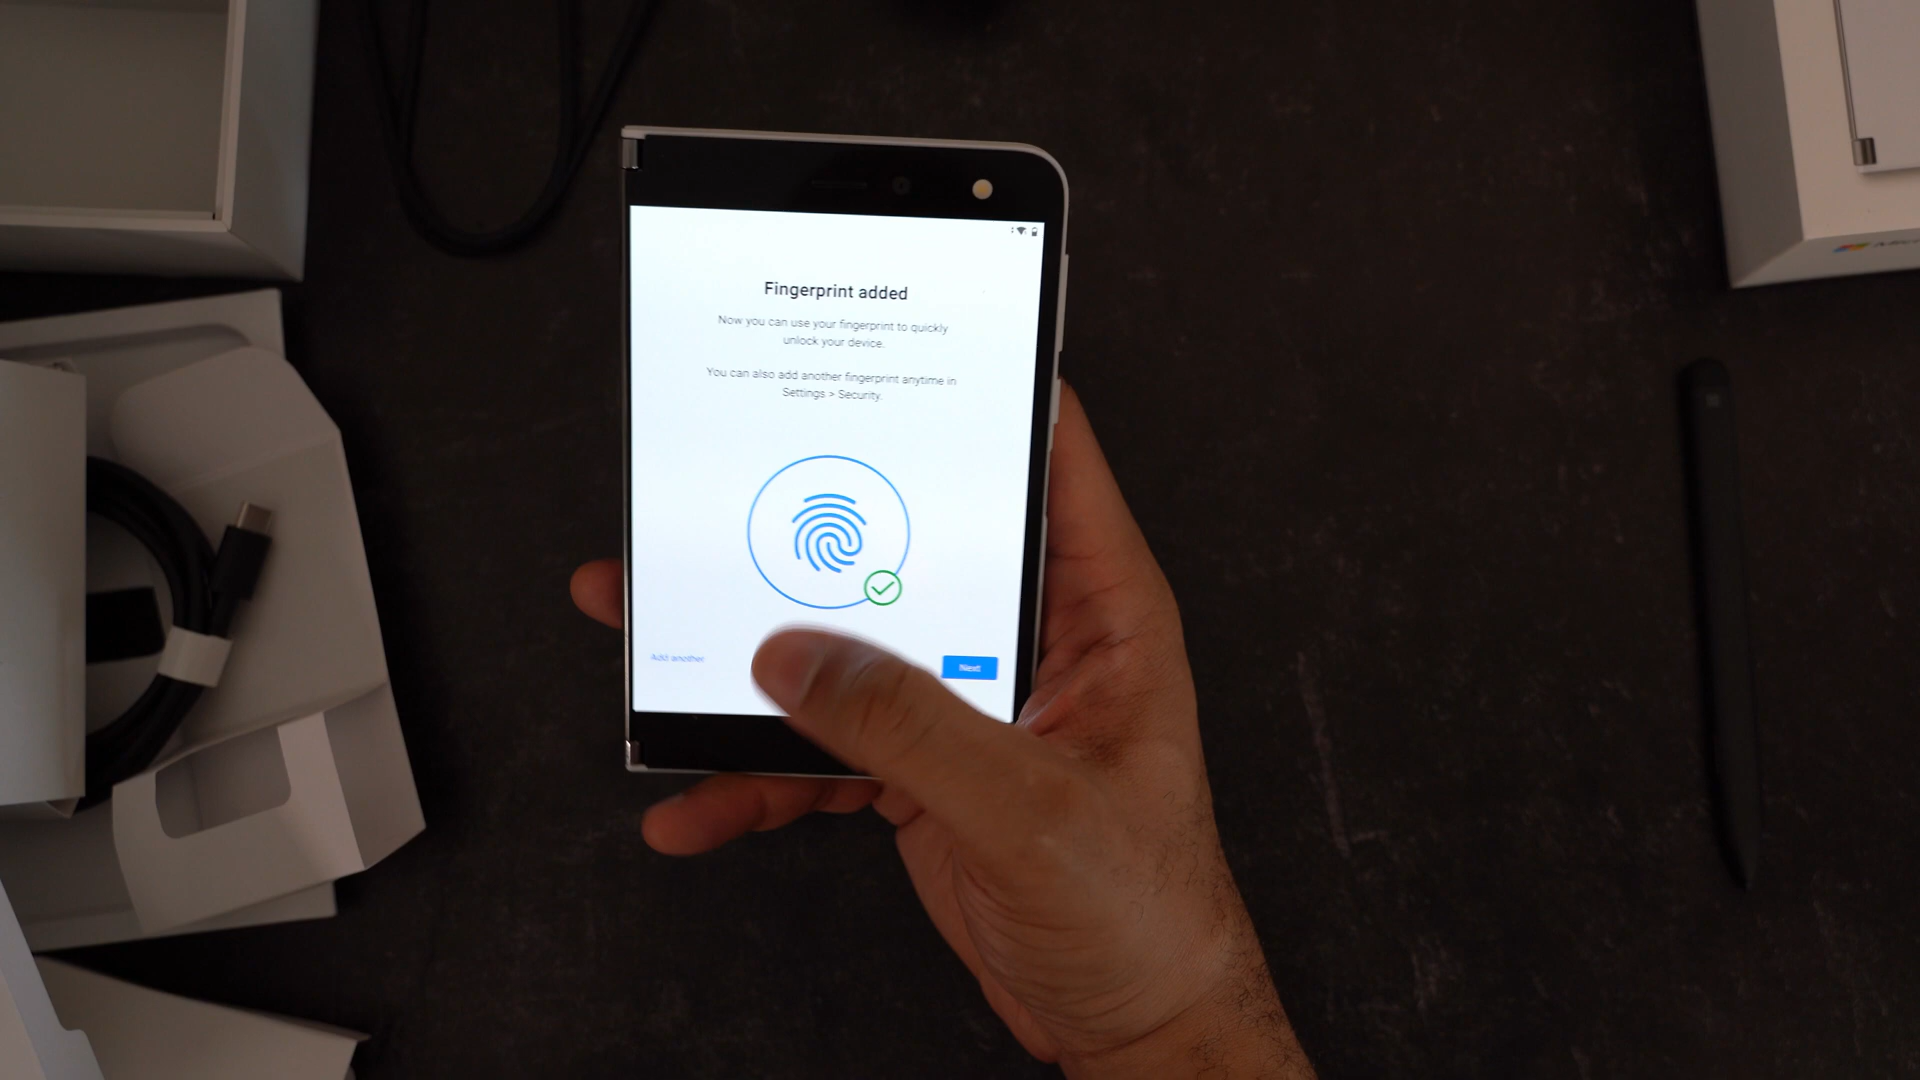 Fingerprint added
Now you can use your fingerprint to quickly
unlock your device.
You can also add another fingerprint anytime in
Settings > Security.
Add another
Next